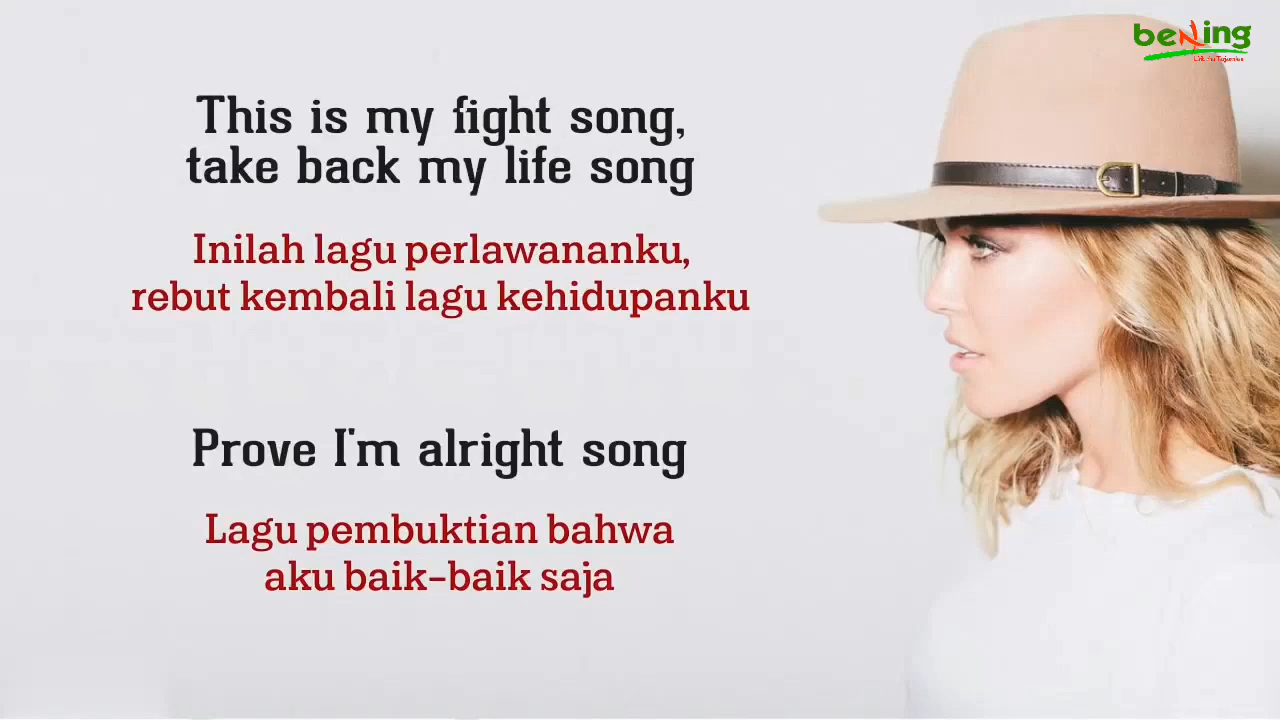 bening
This is my fight song,
take back my life song
Inilah lagu perlawananku,
rebut kembali lagu kehidupanku
Prove I'm alright song
Lagu pembuktian bahwa
aku baik-baik saja